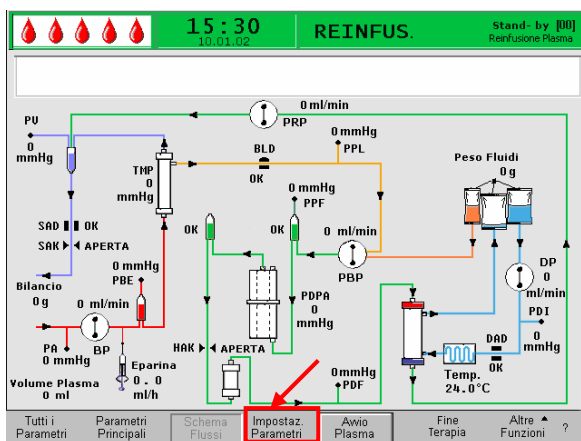 15:30
10.01.02
REINFUS.
Stand- by [00]
Reinfusione Plasma
0 ml/min
PRP
PV
0
mmHg
BLD
OK
0 mmHg
PPL
TMP
0
mmHg
Peso Fluidi
0 g
0 mmHg
PPF
SAD OK
SAK APERTA
OK
OK
0 ml/min
PBP
Bilancio
0 g
0 mmHg
PBE
0 ml/min
BP
PDPA
0
mmHg
DP
0
ml/min
PDI
0
mmHg
PA
0 mmHg
Eparina
0 . 0
ml/h
HAK APERTA
DAD
OK
Volume Plasma
0 ml
0mmHg
PDF
Temp.
24.0°C
Tutti i
Parametri
Parametri
Principali
Schema
Flussi
Impostaz.
Parametri
Avvio
Plasma
Fine
Terapia
Altre
Funzioni
?